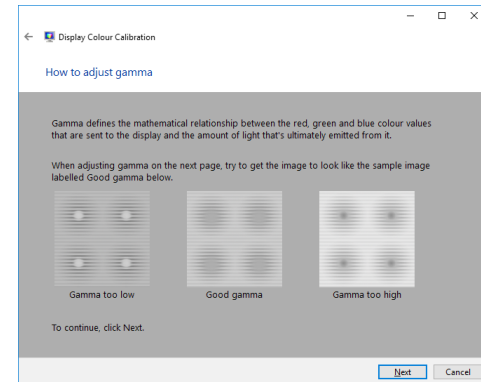 Display Colour Calibration
How to adjust gamma
Gamma defines the mathematical relationship between the red, green and blue colour values
that are sent to the display and the amount of light that's ultimately emitted from it.
When adjusting gamma on the next page, try to get the image to look like the sample image
labelled Good gamma below.
Gamma too low
Good gamma
Gamma too high
To continue, click Next.
Next
Cancel